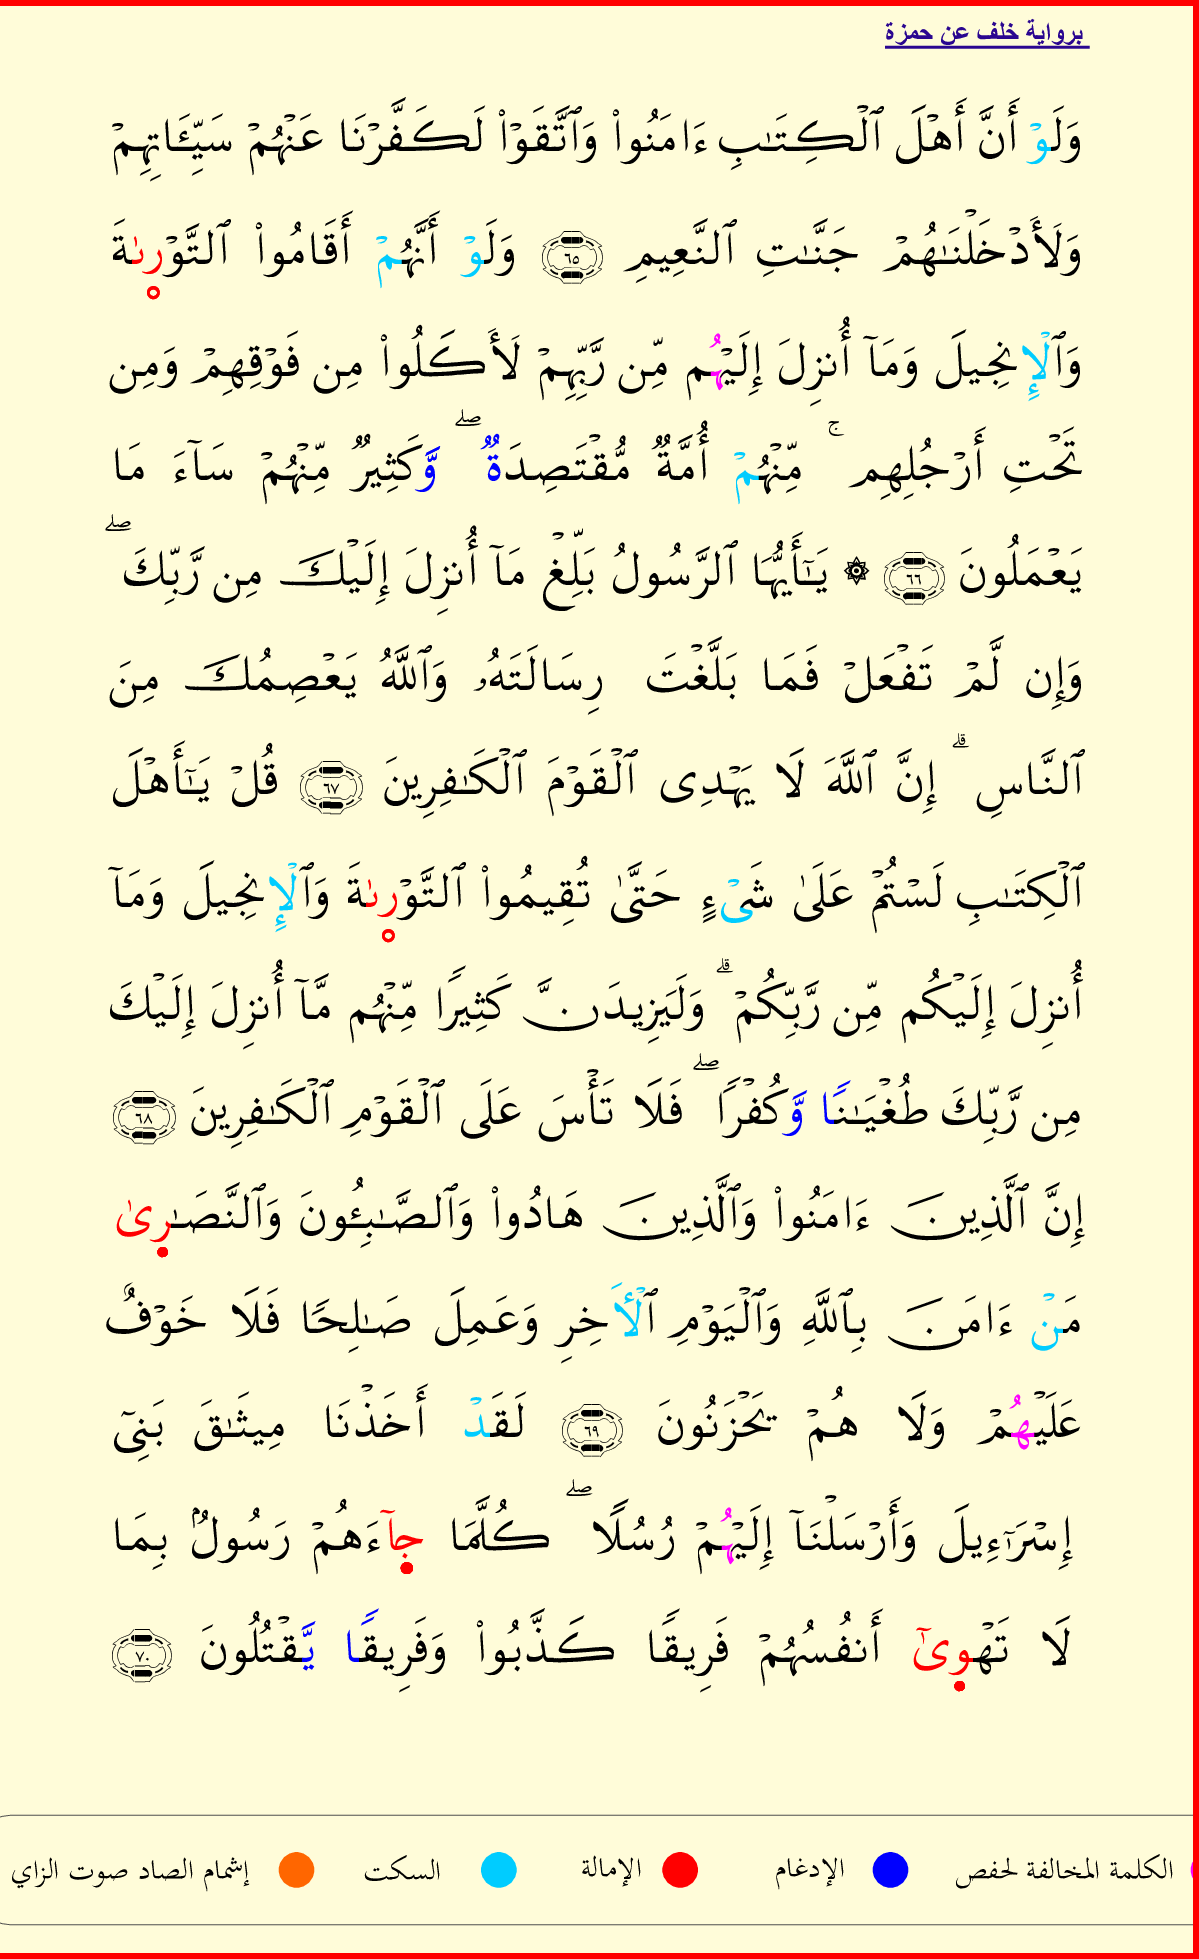 برواية خلف عن حمزة
وَلَوْ أَنَّ أَهْلَ ٱلْكِتَٰبِ ءَامَنُوا۟ وَٱتَّقَوْا۟ لَكَفَّرْنَا عَنْهُمْ سَيِّـَٔاتِهِمْ
وَلَأَدْخَلْنَٰهُمْ جَنَّٰتِ ٱلنَّعِيمِ ٦٥ وَلَوْ أَنَّهُمْ أَقَامُوا۟ ٱلتَّوْرىٰةَ
وَٱلْإِنجِيلَ وَمَآ أُنزِلَ إِلَيْهُم مِّن رَّبِّهِمْ لَأَكَلُوا۟ مِن فَوْقِهِمْ وَمِن
تَحْتِ أَرْجُلِهِم ۚ مِّنْهُمْ أُمَّةٌ مُّقْتَصِدَةٌ ۖ وَّكَثِيرٌ مِّنْهُمْ سَآءَ مَا
يَعْمَلُونَ ٦٦ ۞ يَٰٓأَيُّهَا ٱلرَّسُولُ بَلِّغْ مَآ أُنزِلَ إِلَيْكَ مِن رَّبِّكَ ۖ
وَإِن لَّمْ تَفْعَلْ فَمَا بَلَّغْتَ رِسَالَتَهُۥ وَٱللَّهُ يَعْصِمُكَ مِنَ
ٱلنَّاسِ ۗ إِنَّ ٱللَّهَ لَا يَهْدِى ٱلْقَوْمَ ٱلْكَٰفِرِينَ ٦٧ قُلْ يَٰٓأَهْلَ
ٱلْكِتَٰبِ لَسْتُمْ عَلَىٰ شَىْءٍ حَتَّىٰ تُقِيمُوا۟ ٱلتَّوْرىٰةَ وَٱلْإِنجِيلَ وَمَآ
أُنزِلَ إِلَيْكُم مِّن رَّبِّكُمْ ۗ وَلَيَزِيدَنَّ كَثِيرًا مِّنْهُم مَّآ أُنزِلَ إِلَيْكَ
مِن رَّبِّكَ طُغْيَٰنًا وَّكُفْرًا ۖ فَلَا تَأْسَ عَلَى ٱلْقَوْمِ ٱلْكَٰفِرِينَ ٦٨
إِنَّ ٱلَّذِينَ ءَامَنُوا۟ وَٱلَّذِينَ هَادُوا۟ وَٱلصَّٰبِـُٔونَ وَٱلنَّصَٰرِىٰ
مَنْ ءَامَنَ بِٱللَّهِ وَٱلْيَوْمِ ٱلْأَخِرِ وَعَمِلَ صَٰلِحًا فَلَا خَوْفٌ
عَلَيْهُمْ وَلَا هُمْ يَحْزَنُونَ ٦٩ لَقَدْ أَخَذْنَا مِيثَٰقَ بَنِىٓ
إِسْرَٰٓءِيلَ وَأَرْسَلْنَآ إِلَيْهُمْ رُسُلًا ۖ كُلَّمَا جآءَهُمْ رَسُولٌۢ بِمَا
لَا تَهْوىٰٓ أَنفُسُهُمْ فَرِيقًا كَذَّبُوا۟ وَفَرِيقًا يَّقْتُلُونَ ٧٠
الكلمة المخالفة لحفص الإدغام الإمالة السكت إشمام الصاد صوت الزاي